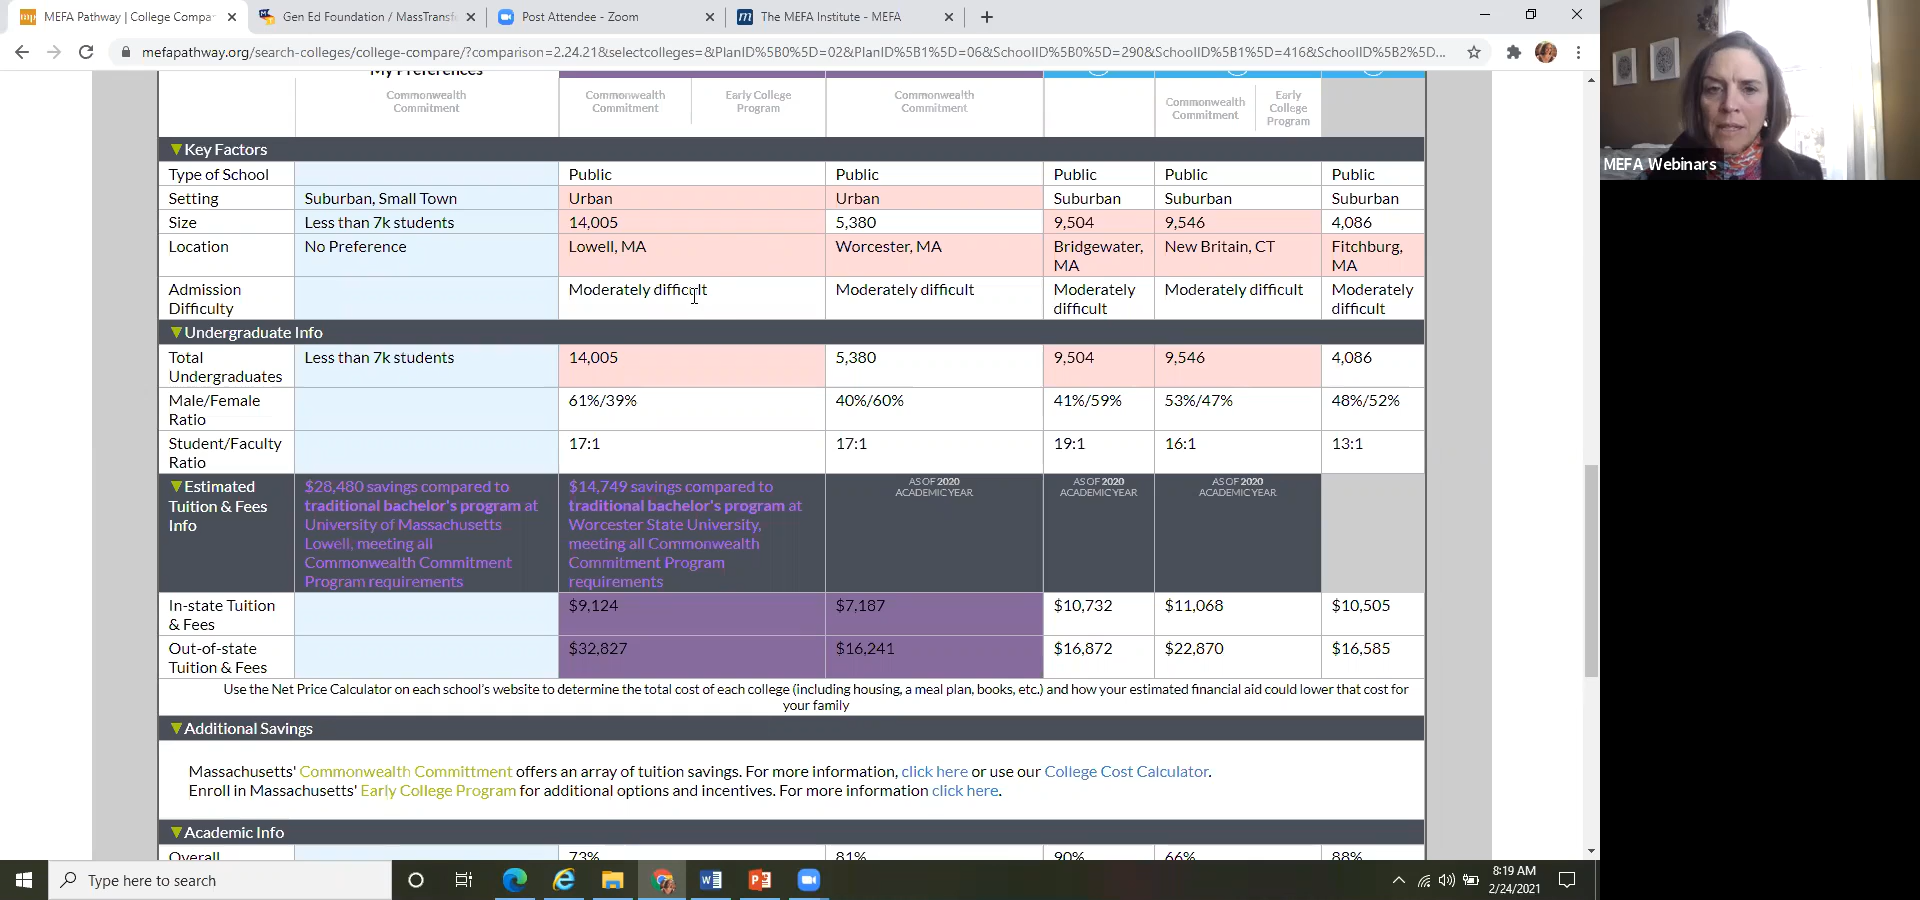 MEFA Pathway | College Compa
Gen Ed Foundation / MassTransf
Post Attendee - Zoom
The MEFA Institute - MEFA
mefapathway.org/search-colleges/college-compare/?comparison=2.24.21&selectcolleges=&PlanID%5B0%5D=02&PlanID%5B1%5D=06&SchoolID%5B0%5D=290&SchoolID%5B1%5D=416&SchoolID%5B2%5D...
My Preferences
Commonwealth Commitment
Commonwealth Commitment
Early College Program
Commonwealth Commitment
Commonwealth Commitment
Early College Program
MEFA Webinars
Key Factors
Type of School Public Public Public Public Public
Setting Suburban, Small Town Urban Urban Suburban Suburban Suburban
Size Less than 7k students 14,005 5,380 9,504 9,546 4,086
Location No Preference Lowell, MA Worcester, MA Bridgewater, MA New Britain, CT Fitchburg, MA
Admission Difficulty Moderately difficult Moderately difficult Moderately difficult Moderately difficult Moderately difficult
Undergraduate Info
Total Undergraduates Less than 7k students 14,005 5,380 9,504 9,546 4,086
Male/Female Ratio 61%/39% 40%/60% 41%/59% 53%/47% 48%/52%
Student/Faculty Ratio 17:1 17:1 19:1 16:1 13:1
Estimated Tuition & Fees Info
$28,480 savings compared to
traditional bachelor's program at
University of Massachusetts
Lowell, meeting all
Commonwealth Commitment
Program requirements
$14,749 savings compared to
traditional bachelor's program at
Worcester State University,
meeting all Commonwealth
Commitment Program
requirements
AS OF 2020
ACADEMIC YEAR
AS OF 2020
ACADEMIC YEAR
AS OF 2020
ACADEMIC YEAR
In-state Tuition & Fees $9,124 $7,187 $10,732 $11,068 $10,505
Out-of-state Tuition & Fees $32,827 $16,241 $16,872 $22,870 $16,585
Use the Net Price Calculator on each school's website to determine the total cost of each college (including housing, a meal plan, books, etc.) and how your estimated financial aid could lower that cost for
your family
Additional Savings
Massachusetts' Commonwealth Committment offers an array of tuition savings. For more information, click here or use our College Cost Calculator.
Enroll in Massachusetts' Early College Program for additional options and incentives. For more information click here.
Academic Info
Overall 73% 81% 90% 66% 88%
Type here to search
8:19 AM
2/24/2021